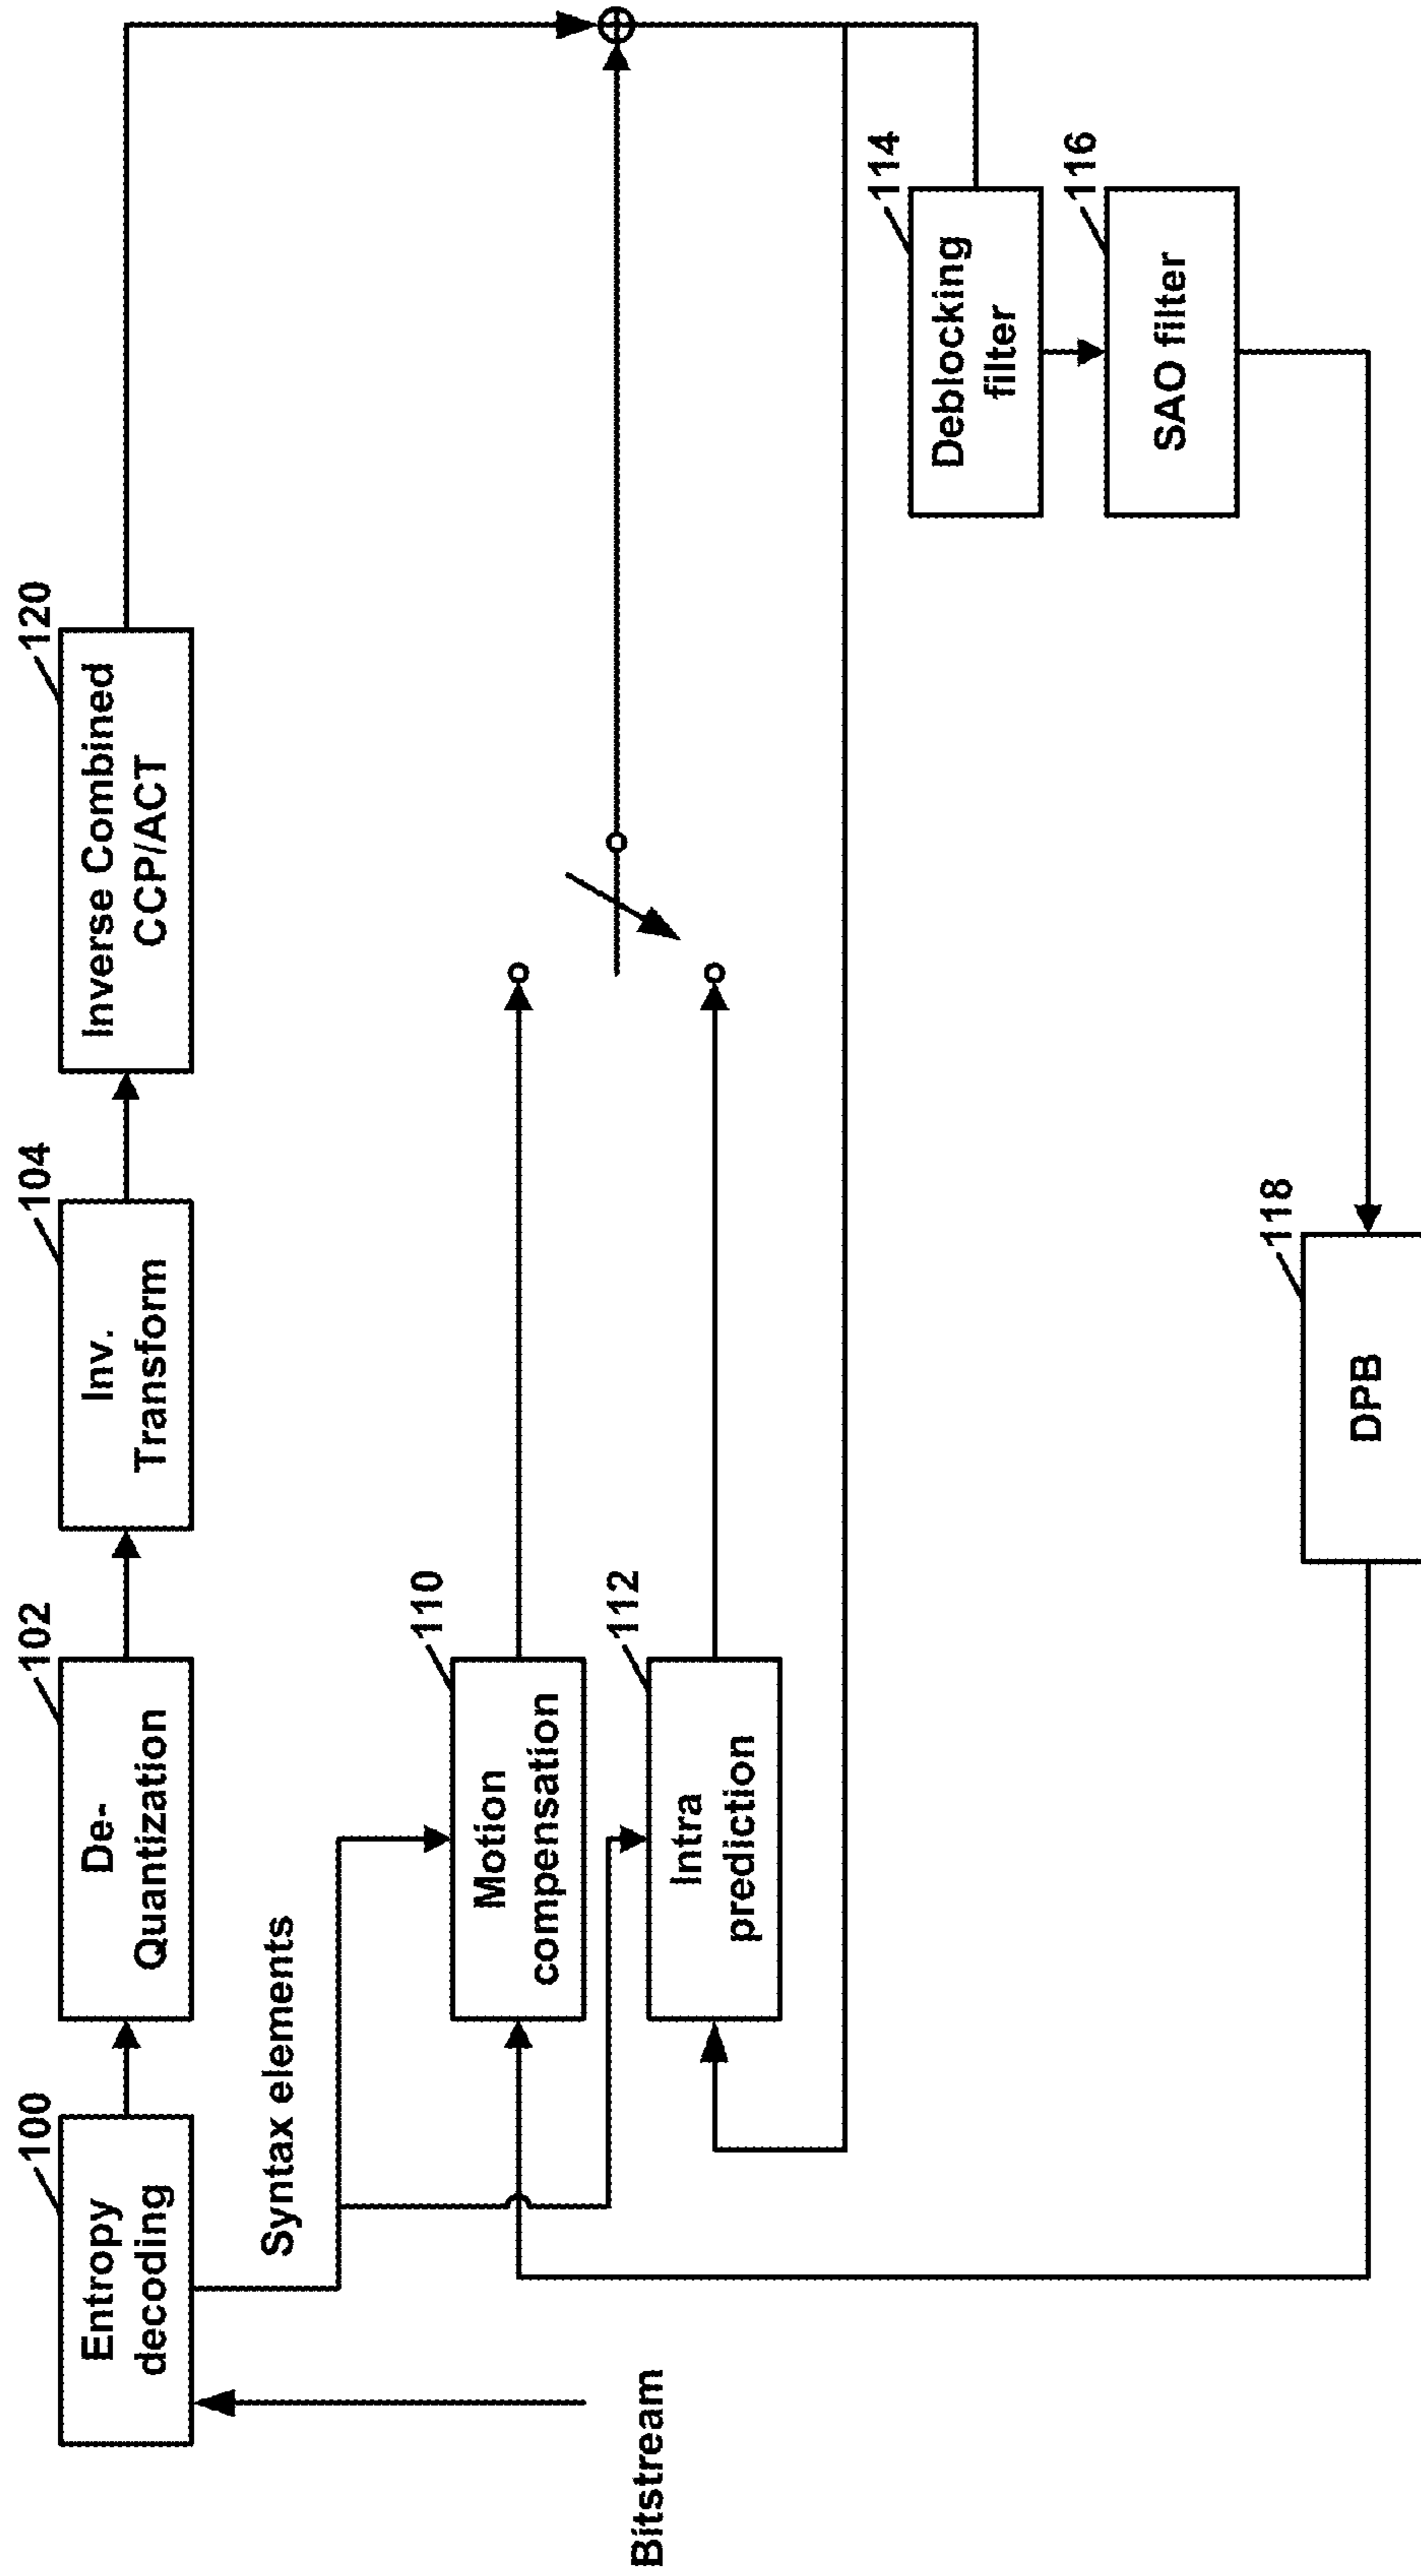 100
Entropy
decoding
102
De-
Quantization
104
Inv.
Transform
120
Inverse Combined
CCP/ACT
Syntax elements
110
Motion
compensation
112
Intra
prediction
Bitstream
114
Deblocking
filter
116
SAO filter
118
DPB